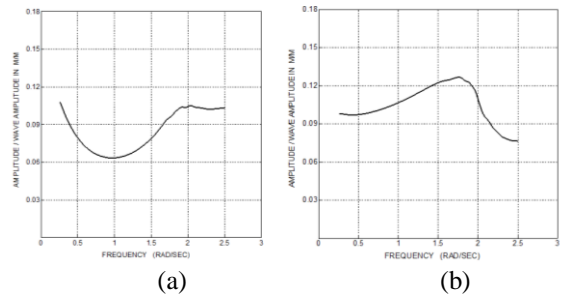 0.18
0.15
0.12
0.09
0.06
0.03
0 0.5 1 1.5 2 2.5 3
AMPLITUDE / WAVE AMPLITUDE IN M/M
FREQUENCY (RAD/SEC)
(a)
0.18
0.15
0.12
0.09
0.06
0.03
0 0.5 1 1.5 2 2.5 3
AMPLITUDE / WAVE AMPLITUDE IN M/M
FREQUENCY (RAD/SEC)
(b)